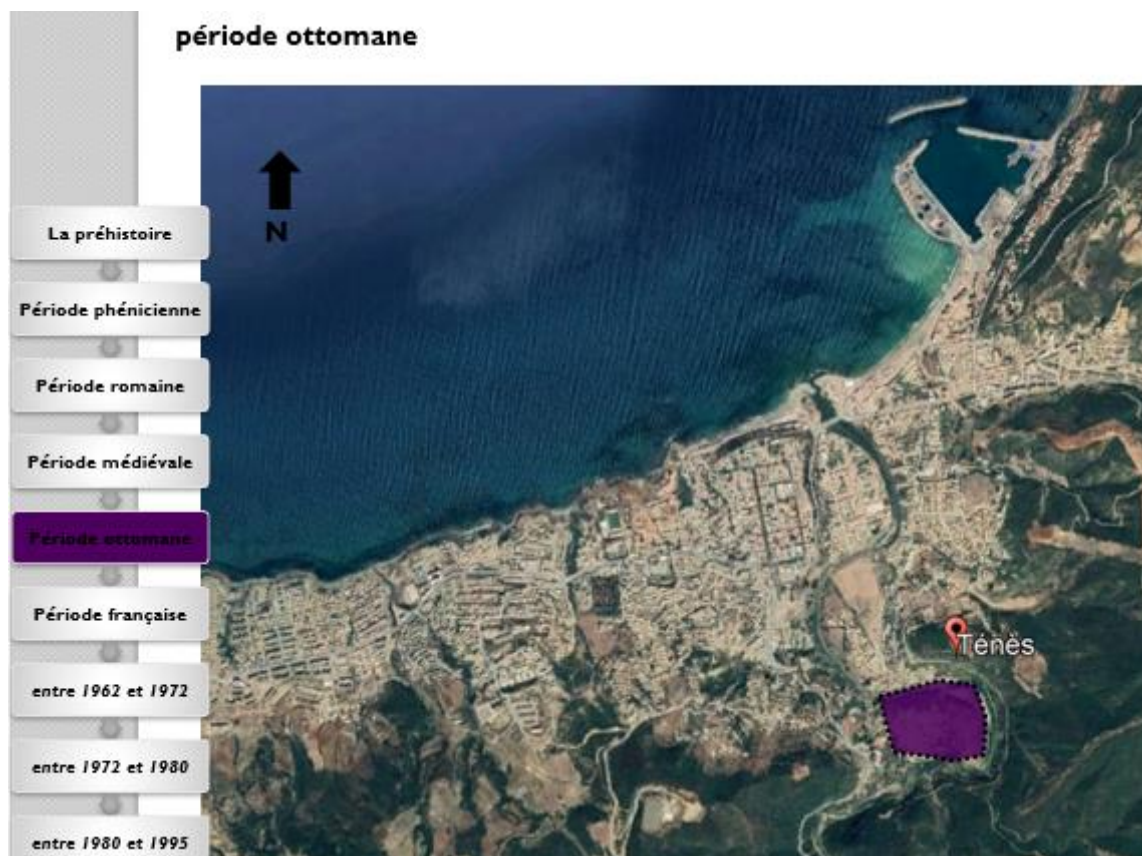 période ottomane
N
La préhistoire
Période phénicienne
Période romaine
Période médiévale
Période ottomane
Période française
entre 1962 et 1972
entre 1972 et 1980
entre 1980 et 1995
Ténès